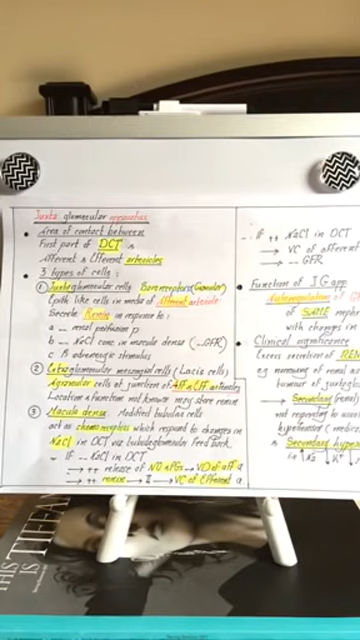 Juxta glomerular apparatus
• Area of contact between
First part of DCT &
Afferent & Efferent arterioles
• 3 types of cell:
① Juxtaglomerular cells Baroreceptors (Granular)
Epith like cells in media of Afferent arteriole
Secrete Renin in response to:
a -- renal perfusion p
b -- NaCl conc in macula densa (--GFR)
c B adrenergic stimulus
② Extraglomerular mesangial cells (Lacis cells)
Agranular cells at junction of Aff & Eff arterioles
Location & function not known may share renin
③ Macula densa Modified tubular cells
act as chemoreceptors which respond to changes in
NaCl in DCT via tubuloglomerular Feed back
If -- NaCl in DCT
→ ++ release of NO & PGs → VD of aff a
→ ++ renin → II → VC of Efferent a
If ++ NaCl in DCT
→ VC of afferent
→ -- GFR
• Function of J G app
Autoregulation of
of SAME
with changes in
• Clinical significance
Excess secretion of REN
eg narrowing of renal
tumour of juxtaglo
→ Secondary (renal)
not responding to
hypertension (
& Secondary hyper
THIS
IS TIFFAN